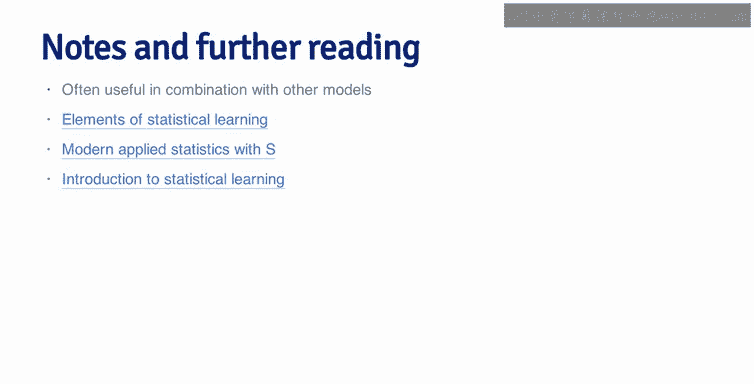 Notes and further reading
Often useful in combination with other models
Elements of statistical learning
Modern applied statistics with S
Introduction to statistical learning